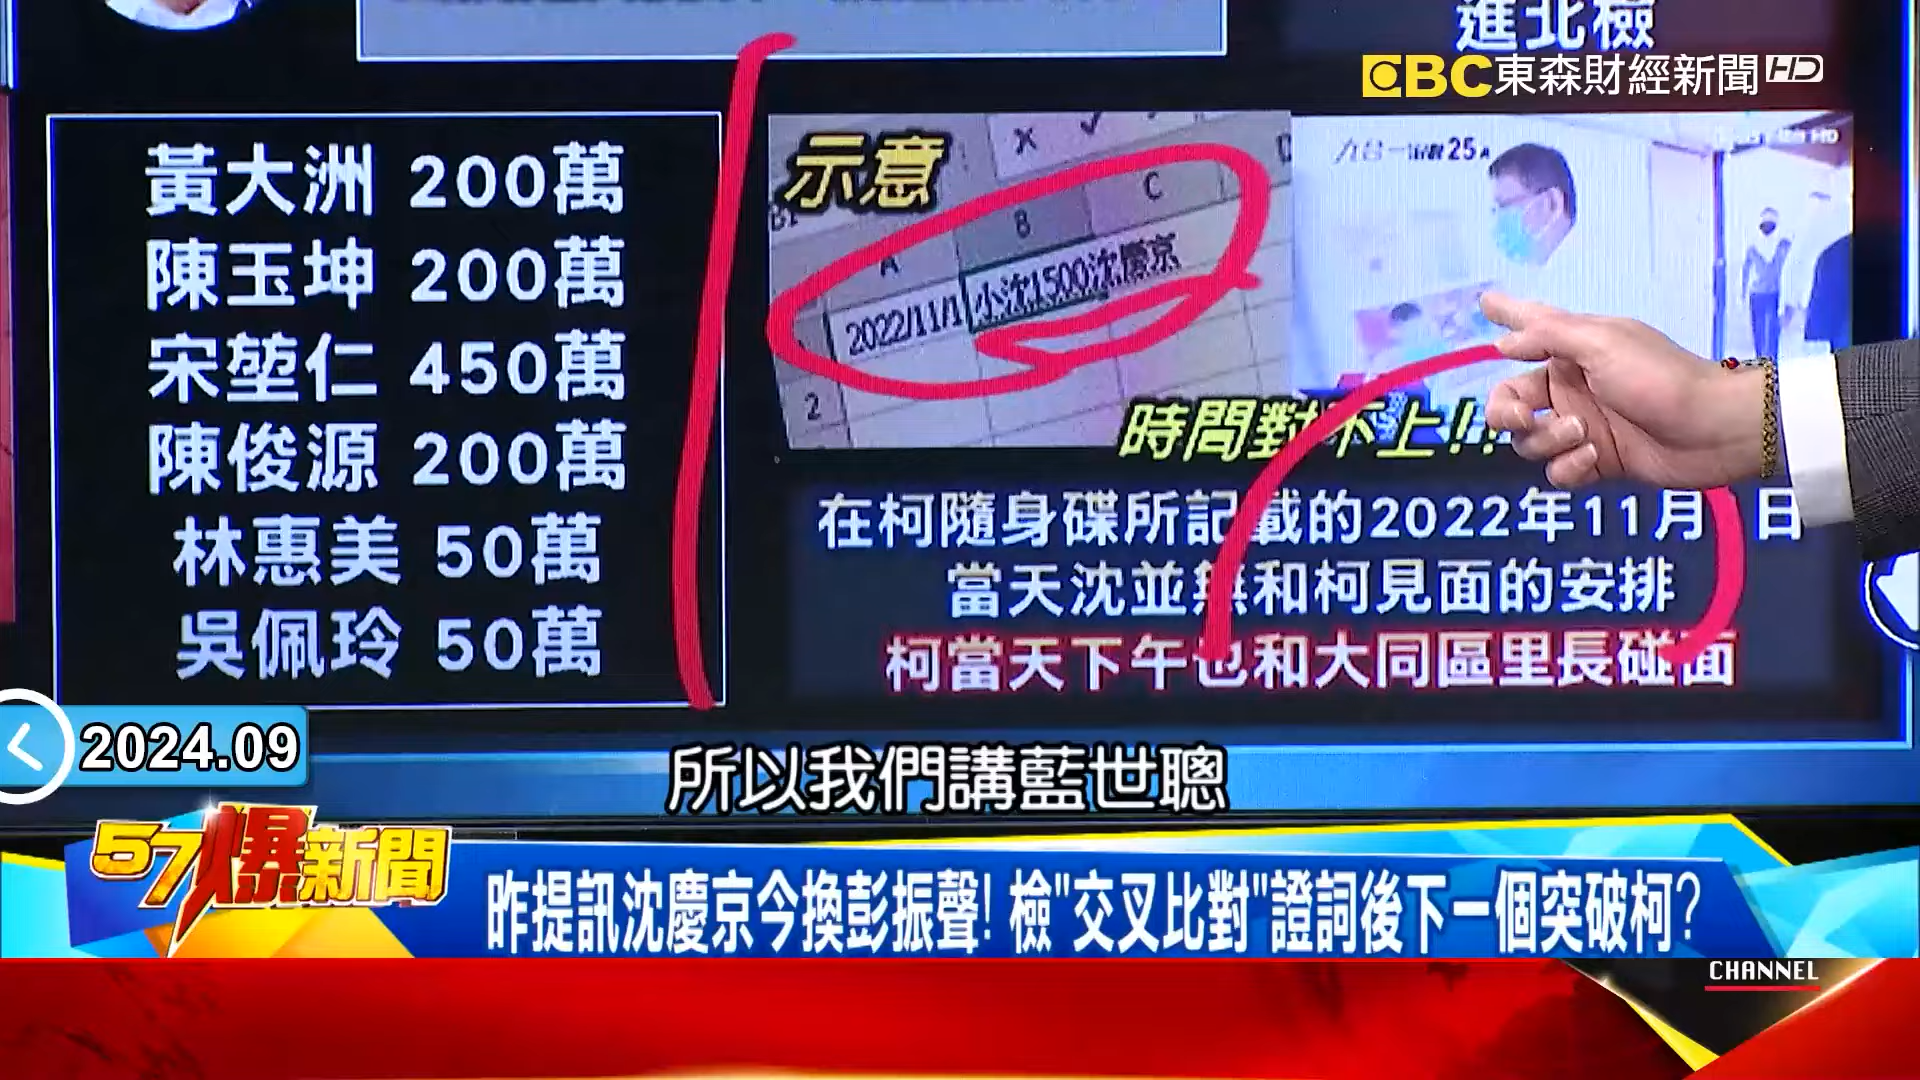 進北檢
EBC東森財經新聞HD
黃大洲 200萬
陳玉坤 200萬
宋堃仁 450萬
陳俊源 200萬
林惠美 50萬
吳佩玲 50萬
示意
A
B
C
2022/11/1
小沈1500沈慶京
2
25
HD
時間對不上!!
在柯隨身碟所記載的2022年11月 日
當天沈並無和柯見面的安排
柯當天下午也和大同區里長碰面
2024.09
所以我們講藍世聰
57爆新聞
昨提訊沈慶京今換彭振聲! 檢"交叉比對"證詞後下一個突破柯?
CHANNEL